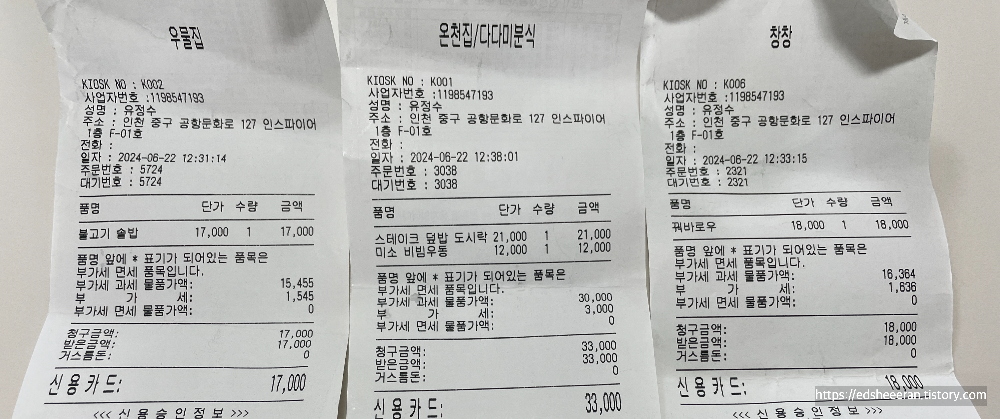 우물집
KIOSK NO : K002
사업자번호 :1198547193
성명 : 유정수
주소 : 인천 중구 공항문화로 127 인스파이어
1층 F-01호
전화 :
일자 : 2024-06-22 12:31:14
주문번호 : 5724
대기번호 : 5724
품명 단가 수량 금액
불고기 솥밥 17,000 1 17,000
품명 앞에 * 표기가 되어있는 품목은
부가세 면세 품목입니다.
부가세 과세 물품가액: 15,455
부 가 세: 1,545
부가세 면세 물품가액: 0
청구금액: 17,000
받은금액: 17,000
거스름돈: 0
신용카드: 17,000
<<< 신용승인정보 >>>
온천집/다다미분식
KIOSK NO : K001
사업자번호 :1198547193
성명 : 유정수
주소 : 인천 중구 공항문화로 127 인스파이어
1층 F-01호
전화 :
일자 : 2024-06-22 12:38:01
주문번호 : 3038
대기번호 : 3038
품명 단가 수량 금액
스테이크 덮밥 도시락 21,000 1 21,000
미소 비빔우동 12,000 1 12,000
품명 앞에 * 표기가 되어있는 품목은
부가세 면세 품목입니다.
부가세 과세 물품가액: 30,000
부 가 세: 3,000
부가세 면세 물품가액: 0
청구금액: 33,000
받은금액: 33,000
거스름돈: 0
신용카드: 33,000
창창
KIOSK NO : K006
사업자번호 :1198547193
성명 : 유정수
주소 : 인천 중구 공항문화로 127 인스파이어
1층 F-01호
전화 :
일자 : 2024-06-22 12:33:15
주문번호 : 2321
대기번호 : 2321
품명 단가 수량 금액
꿔바로우 18,000 1 18,000
품명 앞에 * 표기가 되어있는 품목은
부가세 면세 품목입니다.
부가세 과세 물품가액: 16,364
부 가 세: 1,636
부가세 면세 물품가액: 0
청구금액: 18,000
받은금액: 18,000
거스름돈: 0
신용카드: 18,000
<<< 신용승인정보 >>>
https://edsheeeran.tistory.com